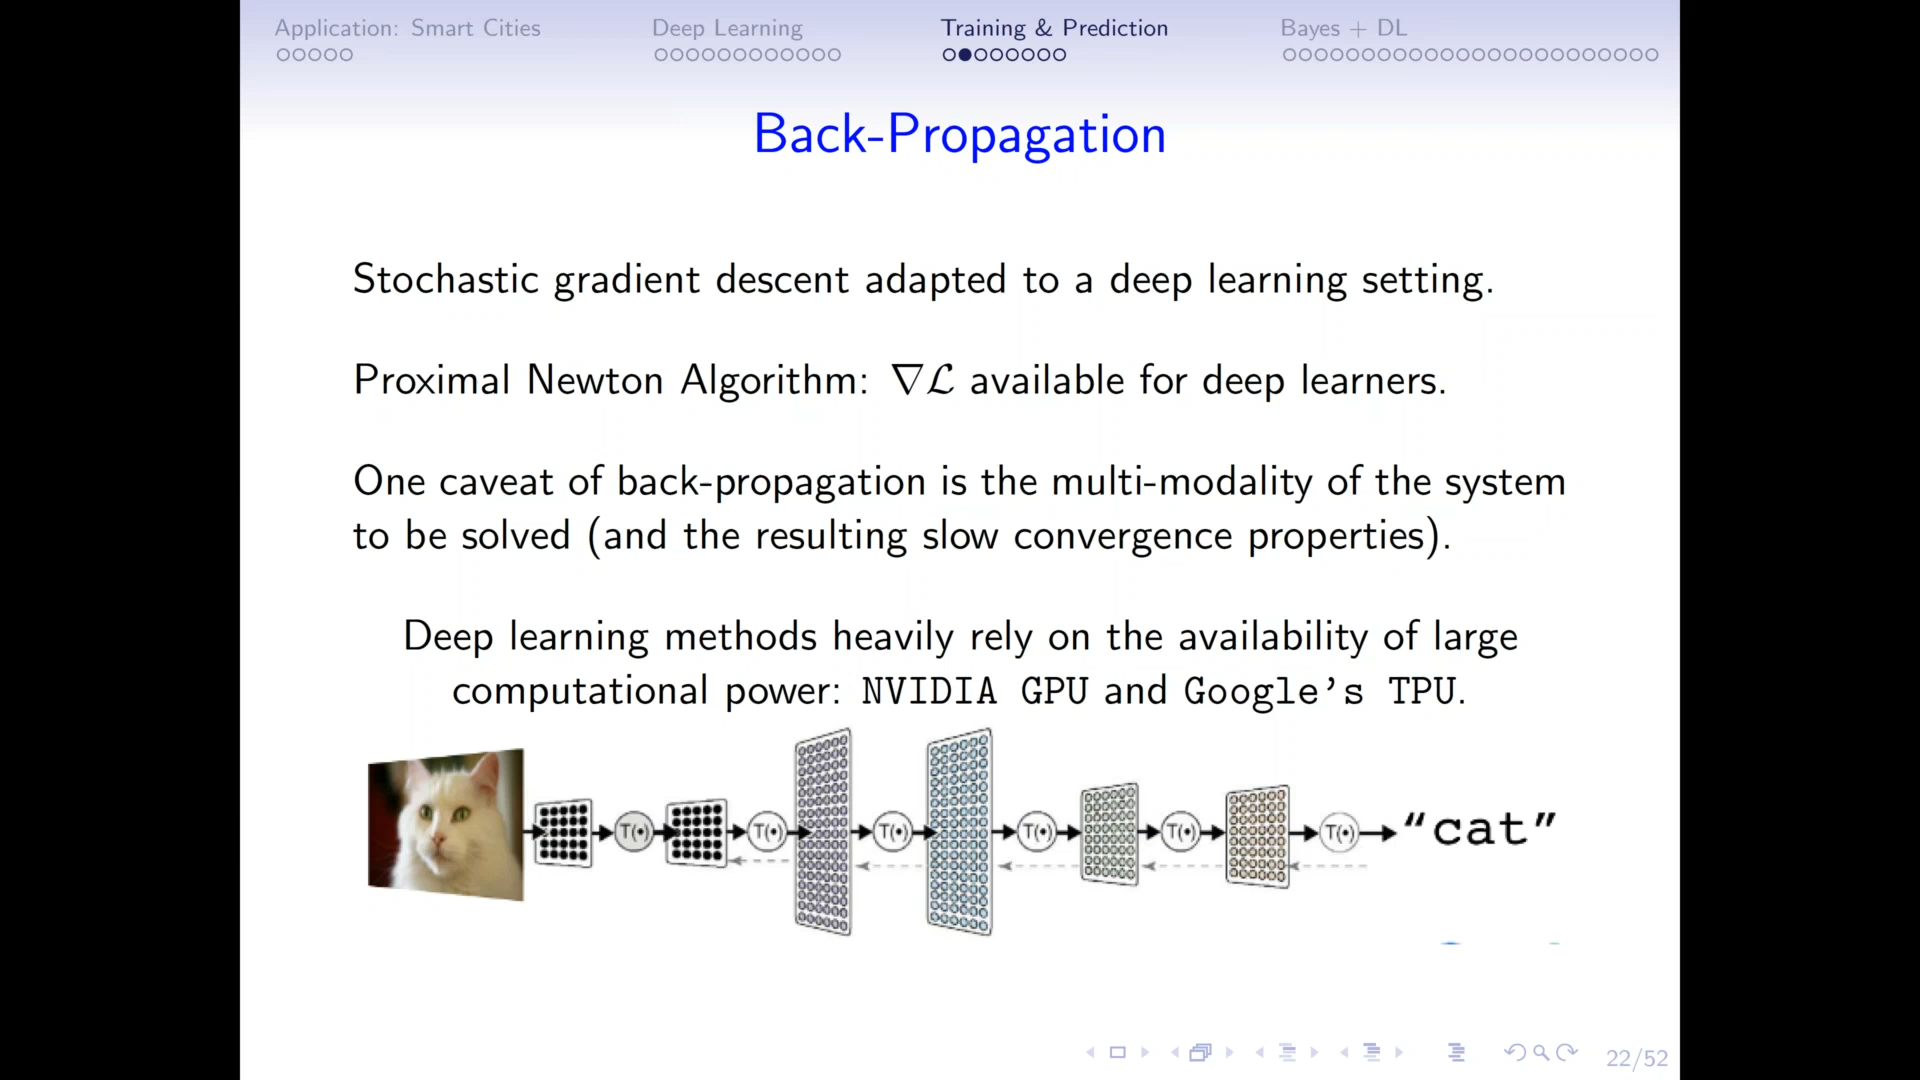 Application: Smart Cities Deep Learning Training & Prediction Bayes + DL
Back-Propagation
Stochastic gradient descent adapted to a deep learning setting.
Proximal Newton Algorithm: ∇ℒ available for deep learners.
One caveat of back-propagation is the multi-modality of the system
to be solved (and the resulting slow convergence properties).
Deep learning methods heavily rely on the availability of large
computational power: NVIDIA GPU and Google's TPU.
T(•) T(•) T(•) T(•) T(•) T(•) “cat”
22/52